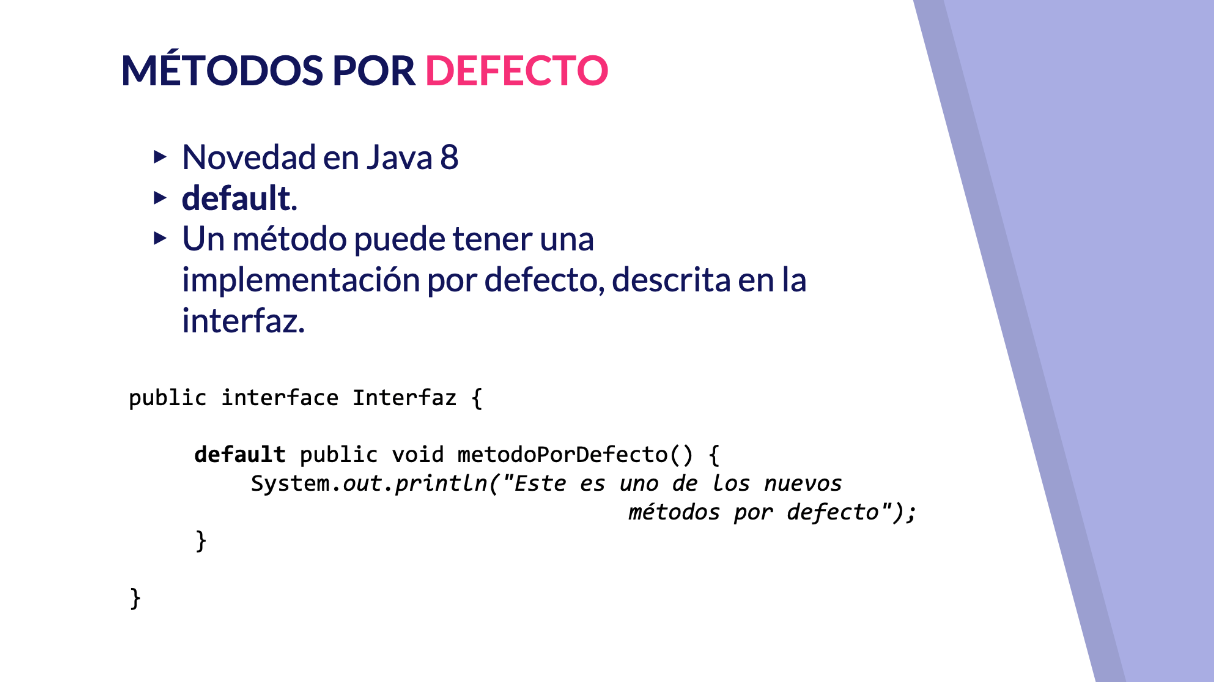 MÉTODOS POR DEFECTO
▸ Novedad en Java 8
▸ default.
▸ Un método puede tener una
implementación por defecto, descrita en la
interfaz.
public interface Interfaz {
default public void metodoPorDefecto() {
System.out.println("Este es uno de los nuevos
métodos por defecto");
}
}